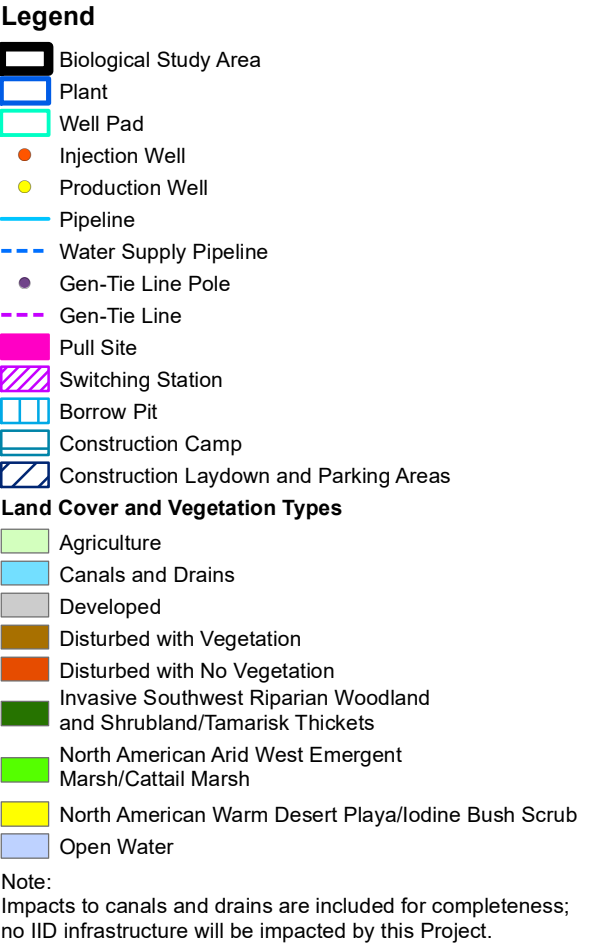 Legend
Biological Study Area
Plant
Well Pad
Injection Well
Production Well
Pipeline
Water Supply Pipeline
Gen-Tie Line Pole
Gen-Tie Line
Pull Site
Switching Station
Borrow Pit
Construction Camp
Construction Laydown and Parking Areas
Land Cover and Vegetation Types
Agriculture
Canals and Drains
Developed
Disturbed with Vegetation
Disturbed with No Vegetation
Invasive Southwest Riparian Woodland
and Shrubland/Tamarisk Thickets
North American Arid West Emergent
Marsh/Cattail Marsh
North American Warm Desert Playa/Iodine Bush Scrub
Open Water
Note:
Impacts to canals and drains are included for completeness;
no IID infrastructure will be impacted by this Project.